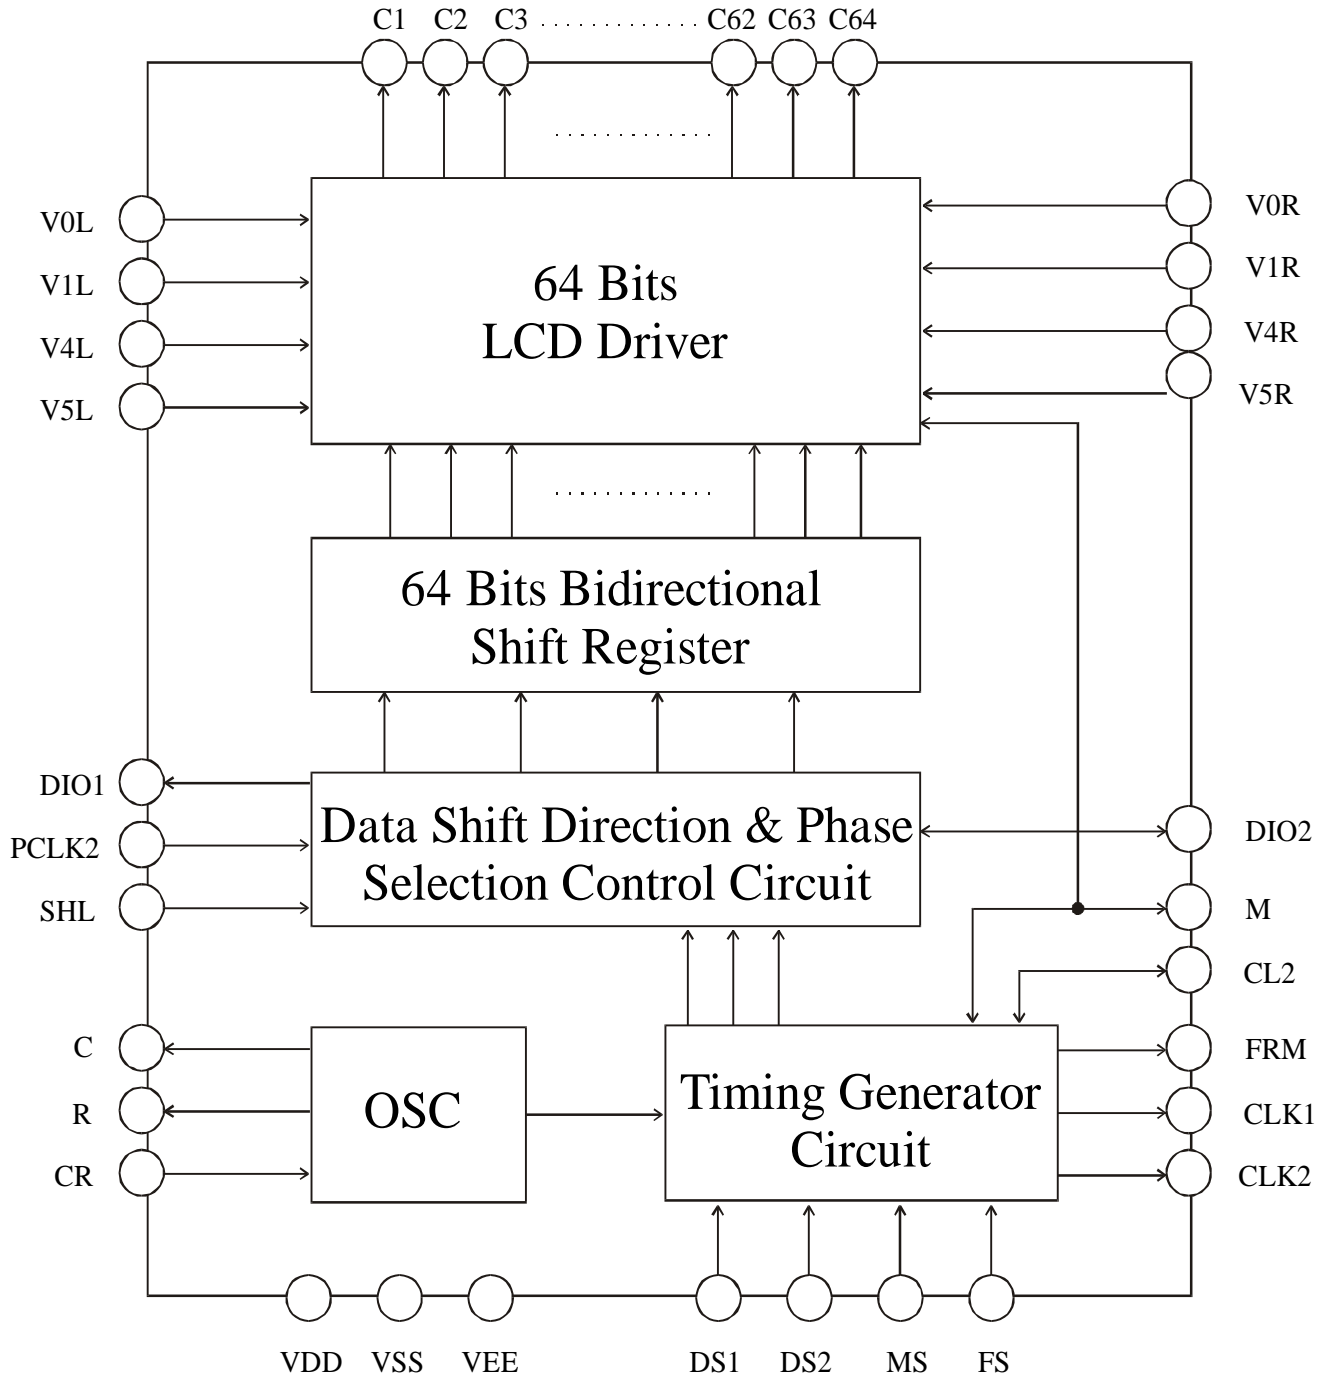 C1 C2 C3 C62 C63 C64
V0L
V1L
V4L
V5L
V0R
V1R
V4R
V5R
64 Bits
LCD Driver
64 Bits Bidirectional
Shift Register
DIO1
PCLK2
SHL
Data Shift Direction & Phase
Selection Control Circuit
DIO2
M
CL2
FRM
CLK1
CLK2
C
R
CR
OSC
Timing Generator
Circuit
VDD VSS VEE DS1 DS2 MS FS